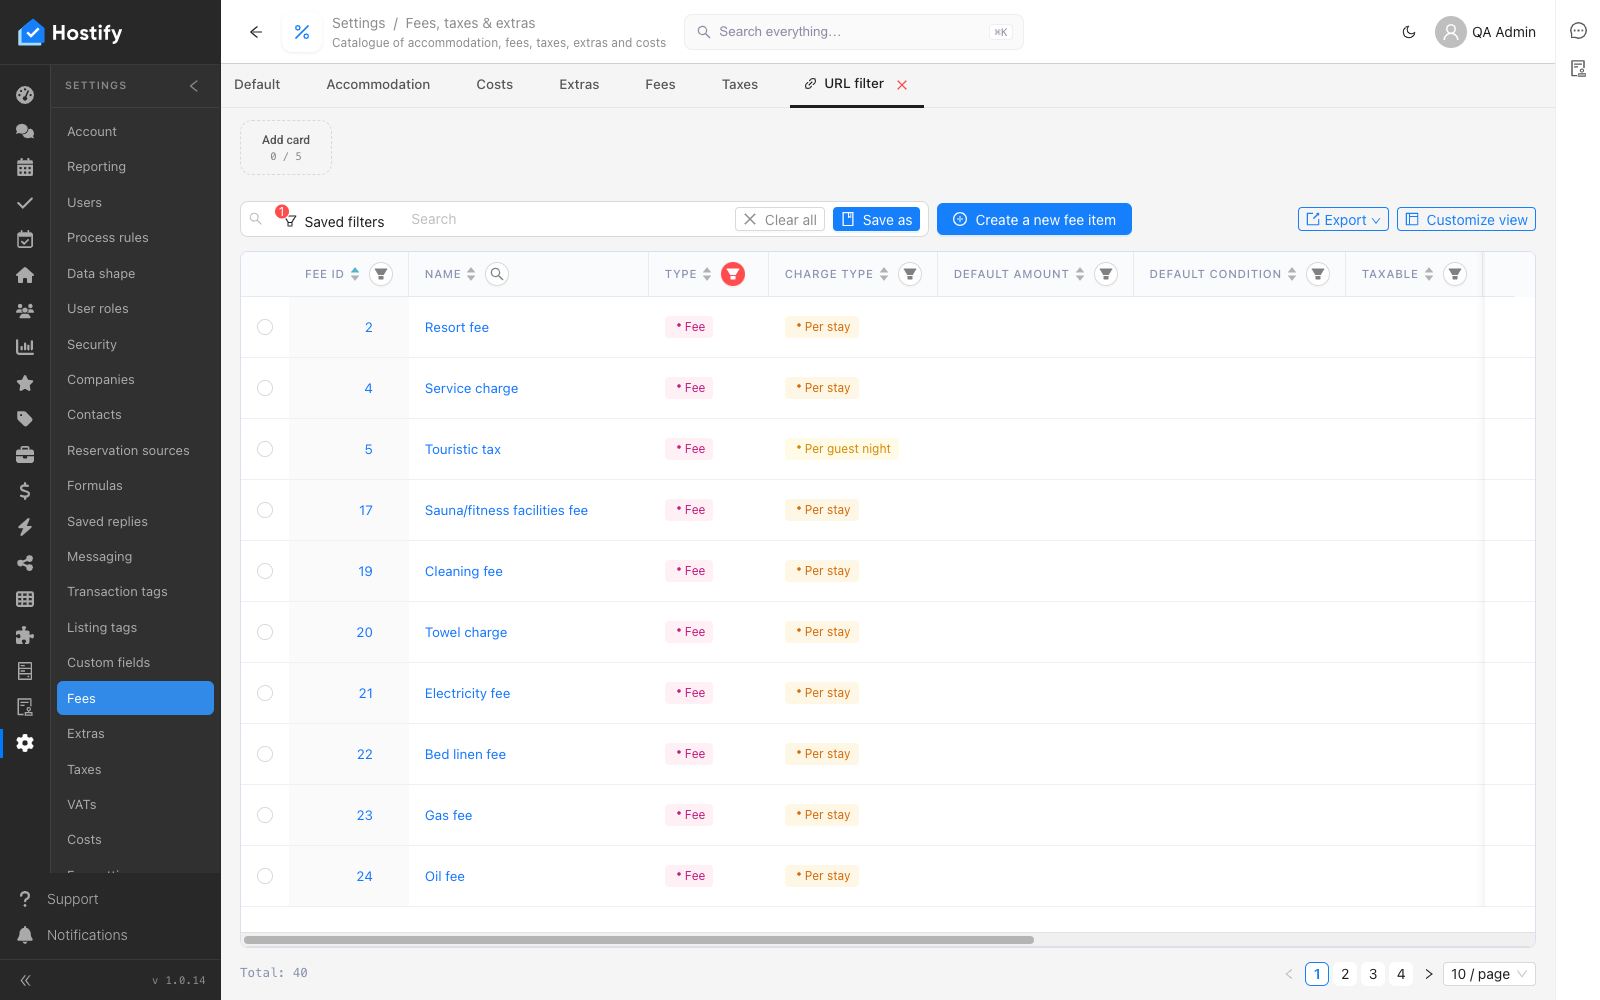 Hostify
Settings / Fees, taxes & extras
Catalogue of accommodation, fees, taxes, extras and costs
Search everything...
⌘K
QA Admin
SETTINGS
Account
Reporting
Users
Process rules
Data shape
User roles
Security
Companies
Contacts
Reservation sources
Formulas
Saved replies
Messaging
Transaction tags
Listing tags
Custom fields
Fees
Extras
Taxes
VATs
Costs
Support
Notifications
v 1.0.14
Default Accommodation Costs Extras Fees Taxes URL filter
Add card
0 / 5
1 Saved filters Search Clear all Save as Create a new fee item Export Customize view
FEE ID NAME TYPE CHARGE TYPE DEFAULT AMOUNT DEFAULT CONDITION TAXABLE
2 Resort fee • Fee • Per stay
4 Service charge • Fee • Per stay
5 Touristic tax • Fee • Per guest night
17 Sauna/fitness facilities fee • Fee • Per stay
19 Cleaning fee • Fee • Per stay
20 Towel charge • Fee • Per stay
21 Electricity fee • Fee • Per stay
22 Bed linen fee • Fee • Per stay
23 Gas fee • Fee • Per stay
24 Oil fee • Fee • Per stay
Total: 40
1 2 3 4 10 / page